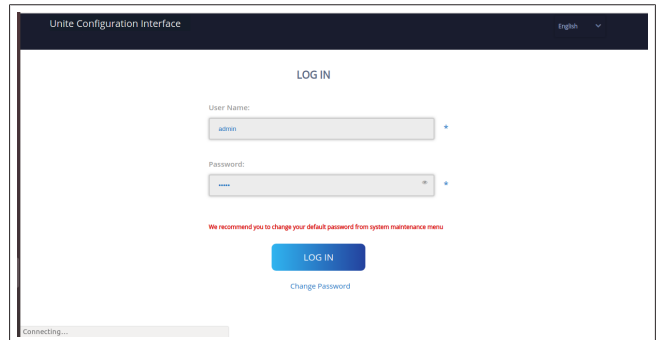 Unite Configuration Interface
English
LOG IN
User Name:
admin
*
Password:
•••••
*
We recommend you to change your default password from system maintenance menu
LOG IN
Change Password
Connecting...